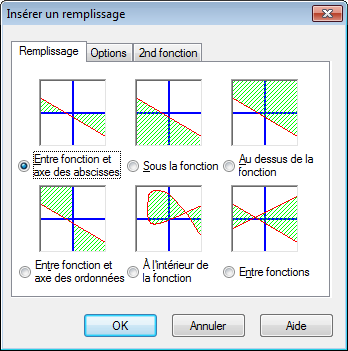 Insérer un remplissage
Remplissage
Options
2nd fonction
Entre fonction et
axe des abscisses
Sous la fonction
Au dessus de la
fonction
Entre fonction et
axe des ordonnées
À l'intérieur de
la fonction
Entre fonctions
OK
Annuler
Aide